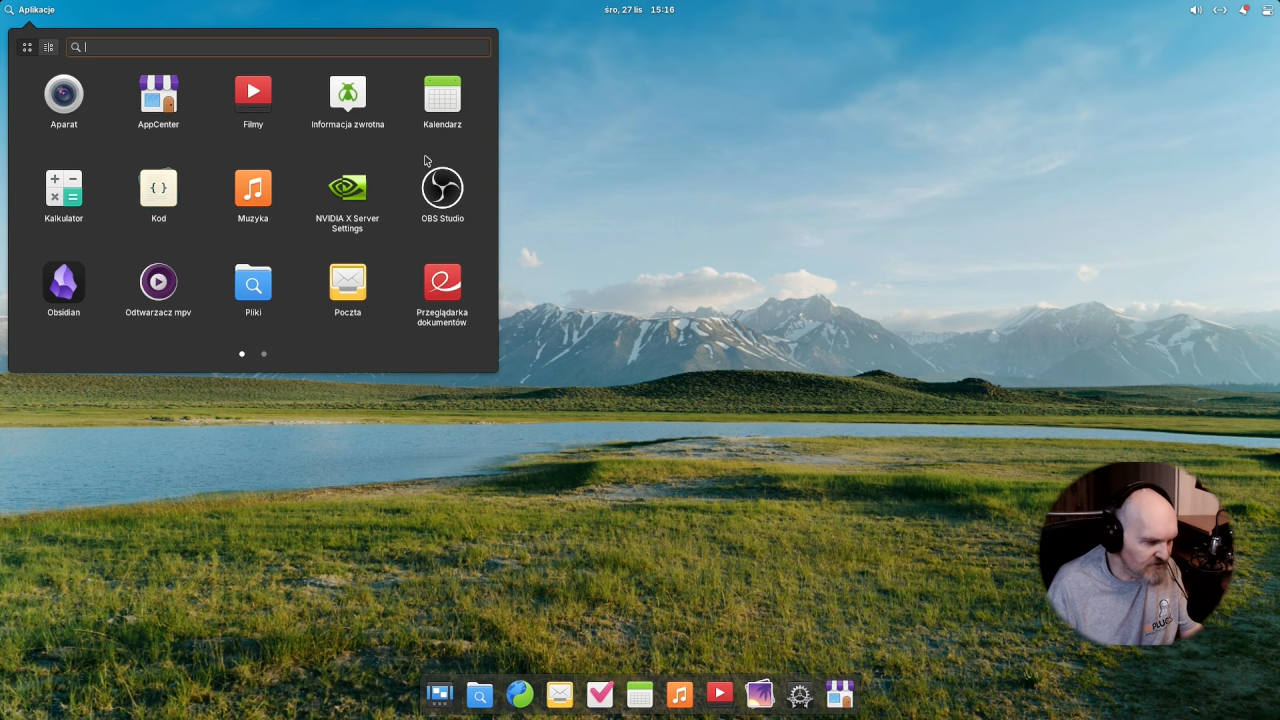 Aplikacje
śro, 27 lis 15:16
Aparat
AppCenter
Filmy
Informacja zwrotna
Kalendarz
Kalkulator
Kod
Muzyka
NVIDIA X Server
Settings
OBS Studio
Obsidian
Odtwarzacz mpv
Pliki
Poczta
Przeglądarka
dokumentów